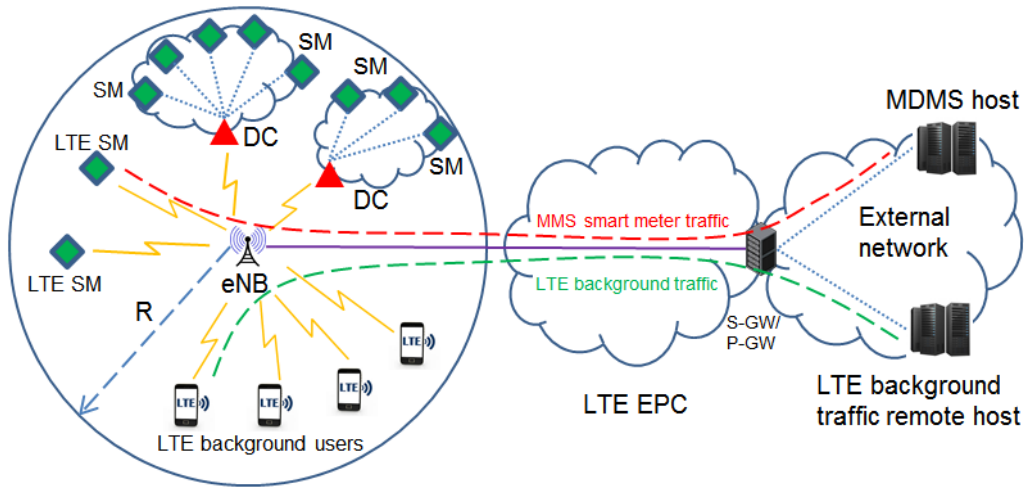 SM
SM
SM
SM
LTE SM
DC
DC
LTE SM
eNB
R
LTE
LTE
LTE
LTE
LTE background users
MMS smart meter traffic
LTE background traffic
S-GW/
P-GW
LTE EPC
MDMS host
External
network
LTE background
traffic remote host